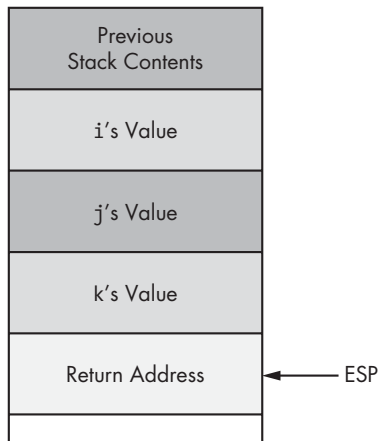 Previous
Stack Contents
i's Value
j's Value
k's Value
Return Address
ESP